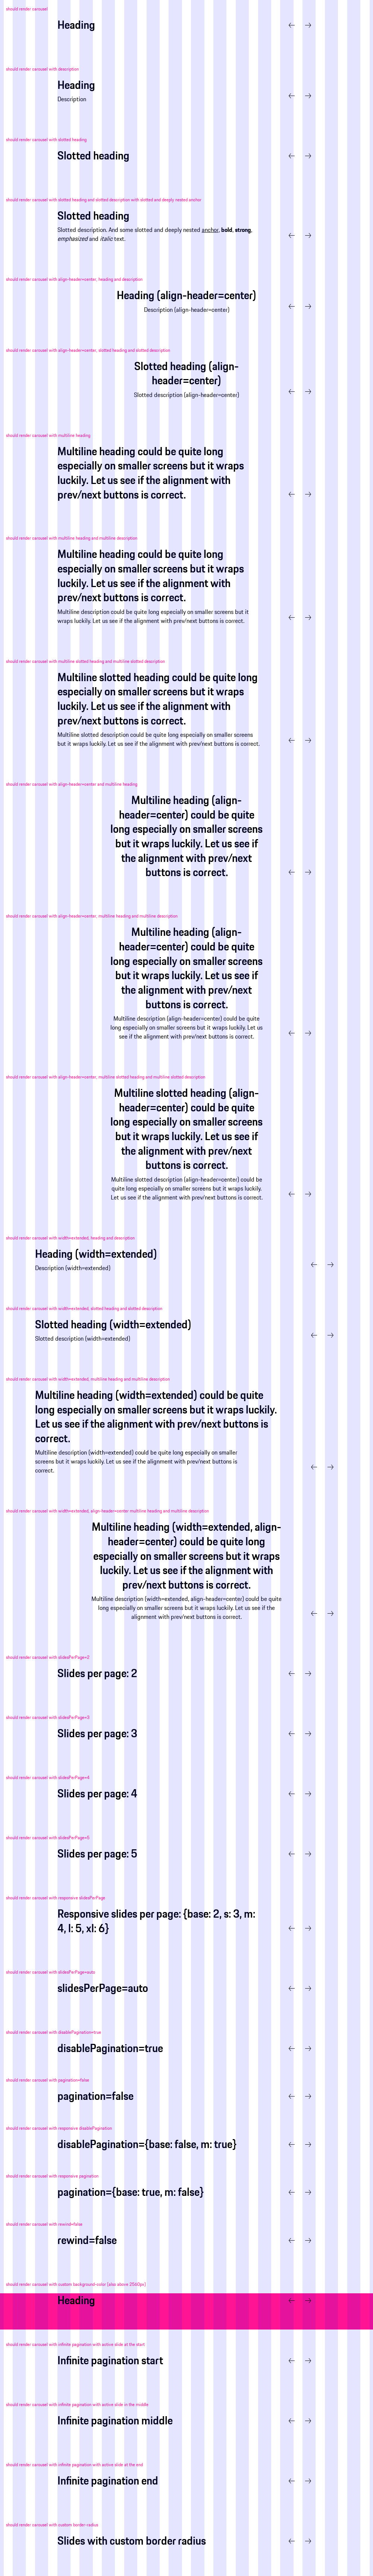 should render carousel
Heading
should render carousel with description
Heading
Description
should render carousel with slotted heading
Slotted heading
should render carousel with slotted heading and slotted description with slotted and deeply nested anchor
Slotted heading
Slotted description. And some slotted and deeply nested anchor, bold, strong,
emphasized and italic text.
should render carousel with align-header=center, heading and description
Heading (align-header=center)
Description (align-header=center)
should render carousel with align-header=center, slotted heading and slotted description
Slotted heading (align-
header=center)
Slotted description (align-header=center)
should render carousel with multiline heading
Multiline heading could be quite long
especially on smaller screens but it wraps
luckily. Let us see if the alignment with
prev/next buttons is correct.
should render carousel with multiline heading and multiline description
Multiline heading could be quite long
especially on smaller screens but it wraps
luckily. Let us see if the alignment with
prev/next buttons is correct.
Multiline description could be quite long especially on smaller screens but it
wraps luckily. Let us see if the alignment with prev/next buttons is correct.
should render carousel with multiline slotted heading and multiline slotted description
Multiline slotted heading could be quite long
especially on smaller screens but it wraps
luckily. Let us see if the alignment with
prev/next buttons is correct.
Multiline slotted description could be quite long especially on smaller screens
but it wraps luckily. Let us see if the alignment with prev/next buttons is correct.
should render carousel with align-header=center and multiline heading
Multiline heading (align-
header=center) could be quite
long especially on smaller screens
but it wraps luckily. Let us see if
the alignment with prev/next
buttons is correct.
should render carousel with align-header=center, multiline heading and multiline description
Multiline heading (align-
header=center) could be quite
long especially on smaller screens
but it wraps luckily. Let us see if
the alignment with prev/next
buttons is correct.
Multiline description (align-header=center) could be quite
long especially on smaller screens but it wraps luckily. Let us
see if the alignment with prev/next buttons is correct.
should render carousel with align-header=center, multiline slotted heading and multiline slotted description
Multiline slotted heading (align-
header=center) could be quite
long especially on smaller screens
but it wraps luckily. Let us see if
the alignment with prev/next
buttons is correct.
Multiline slotted description (align-header=center) could be
quite long especially on smaller screens but it wraps luckily.
Let us see if the alignment with prev/next buttons is correct.
should render carousel with width=extended, heading and description
Heading (width=extended)
Description (width=extended)
should render carousel with width=extended, slotted heading and slotted description
Slotted heading (width=extended)
Slotted description (width=extended)
should render carousel with width=extended, multiline heading and multiline description
Multiline heading (width=extended) could be quite
long especially on smaller screens but it wraps luckily.
Let us see if the alignment with prev/next buttons is
correct.
Multiline description (width=extended) could be quite long especially on smaller
screens but it wraps luckily. Let us see if the alignment with prev/next buttons is
correct.
should render carousel with width=extended, align-header=center multiline heading and multiline description
Multiline heading (width=extended, align-
header=center) could be quite long
especially on smaller screens but it wraps
luckily. Let us see if the alignment with
prev/next buttons is correct.
Multiline description (width=extended, align-header=center) could be quite
long especially on smaller screens but it wraps luckily. Let us see if the
alignment with prev/next buttons is correct.
should render carousel with slidesPerPage=2
Slides per page: 2
should render carousel with slidesPerPage=3
Slides per page: 3
should render carousel with slidesPerPage=4
Slides per page: 4
should render carousel with slidesPerPage=5
Slides per page: 5
should render carousel with responsive slidesPerPage
Responsive slides per page: {base: 2, s: 3, m:
4, l: 5, xl: 6}
should render carousel with slidesPerPage=auto
slidesPerPage=auto
should render carousel with disablePagination=true
disablePagination=true
should render carousel with pagination=false
pagination=false
should render carousel with responsive disablePagination
disablePagination={base: false, m: true}
should render carousel with responsive pagination
pagination={base: true, m: false}
should render carousel with rewind=false
rewind=false
should render carousel with custom background color (also above 2560px)
Heading
should render carousel with infinite pagination with active slide at the start
Infinite pagination start
should render carousel with infinite pagination with active slide in the middle
Infinite pagination middle
should render carousel with infinite pagination with active slide at the end
Infinite pagination end
should render carousel with custom border radius
Slides with custom border radius